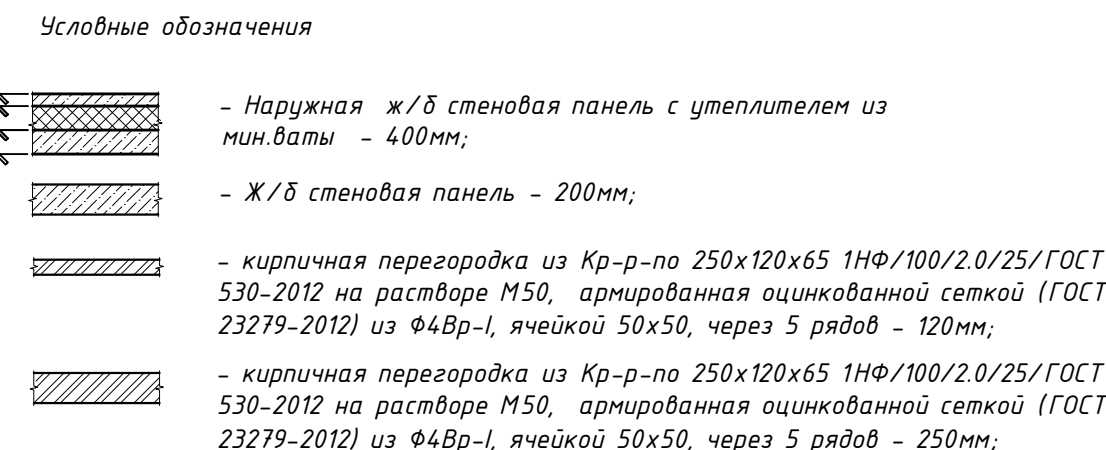 Условные обозначения
- Наружная ж/б стеновая панель с утеплителем из
мин.ваты - 400мм;
- Ж/б стеновая панель - 200мм;
- кирпичная перегородка из Кр-р-по 250х120х65 1НФ/100/2.0/25/ГОСТ
530-2012 на растворе М50, армированная оцинкованной сеткой (ГОСТ
23279-2012) из Ф4Вр-I, ячейкой 50х50, через 5 рядов - 120мм;
- кирпичная перегородка из Кр-р-по 250х120х65 1НФ/100/2.0/25/ГОСТ
530-2012 на растворе М50, армированная оцинкованной сеткой (ГОСТ
23279-2012) из Ф4Вр-I, ячейкой 50х50, через 5 рядов - 250мм;